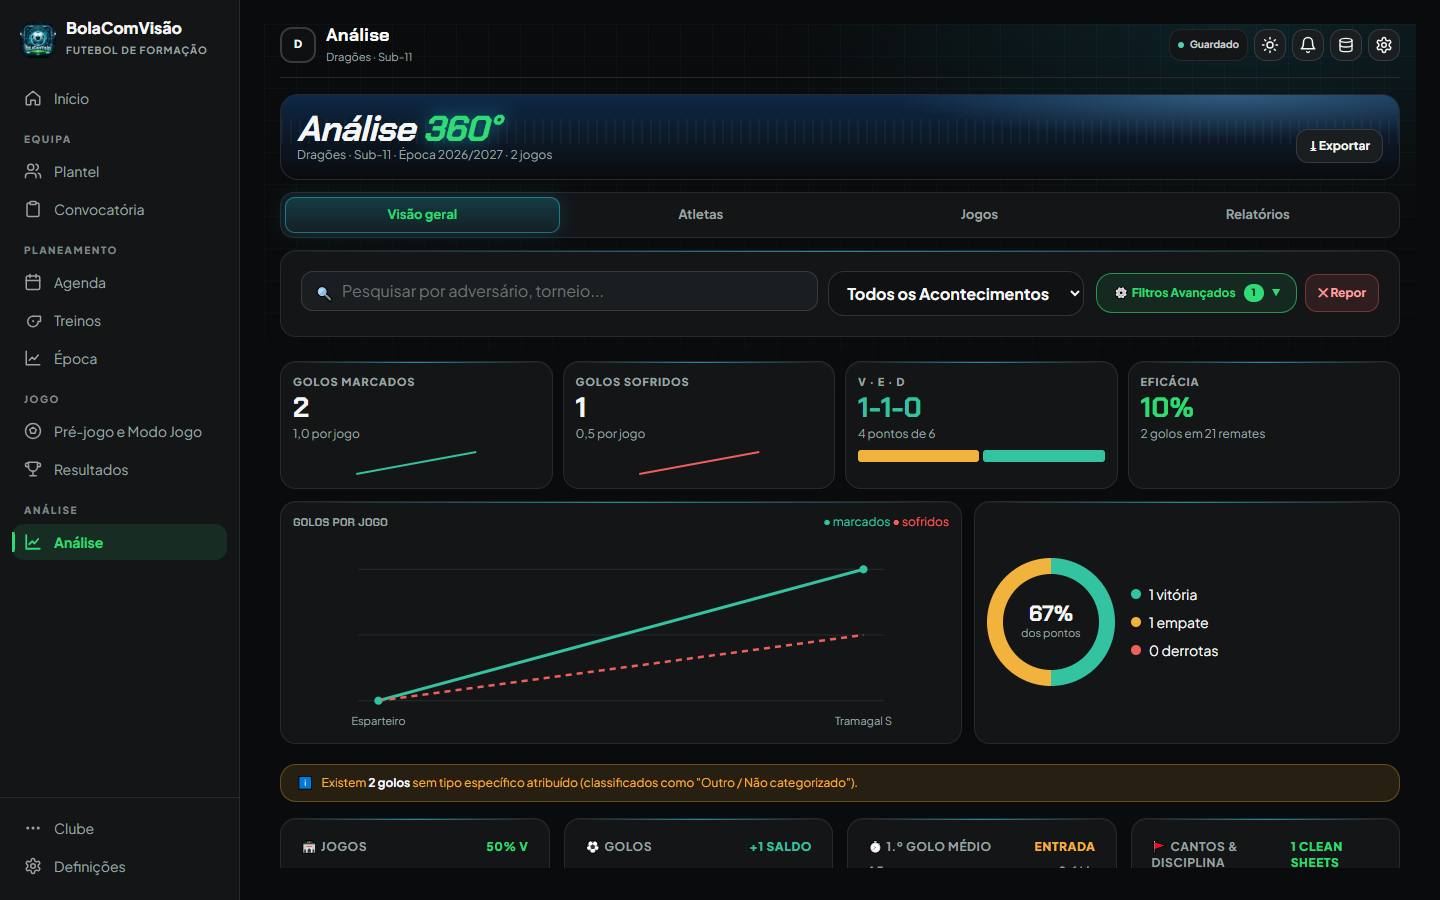 BolaComVisão
FUTEBOL DE FORMAÇÃO
Início
EQUIPA
Plantel
Convocatória
PLANEAMENTO
Agenda
Treinos
Época
JOGO
Pré-jogo e Modo Jogo
Resultados
ANÁLISE
Análise
Clube
Definições
D
Análise
Dragões · Sub-11
Guardado
Análise 360°
Dragões · Sub-11 · Época 2026/2027 · 2 jogos
Exportar
Visão geral
Atletas
Jogos
Relatórios
Pesquisar por adversário, torneio...
Todos os Acontecimentos
Filtros Avançados 1 ▼
Repor
GOLOS MARCADOS
2
1,0 por jogo
GOLOS SOFRIDOS
1
0,5 por jogo
V · E · D
1-1-0
4 pontos de 6
EFICÁCIA
10%
2 golos em 21 remates
GOLOS POR JOGO
marcados sofridos
Esparteiro
Tramagal S
67%
dos pontos
1 vitória
1 empate
0 derrotas
Existem 2 golos sem tipo específico atribuído (classificados como "Outro / Não categorizado").
JOGOS
50% V
GOLOS
+1 SALDO
1.º GOLO MÉDIO
ENTRADA
CANTOS &
DISCIPLINA
1 CLEAN
SHEETS